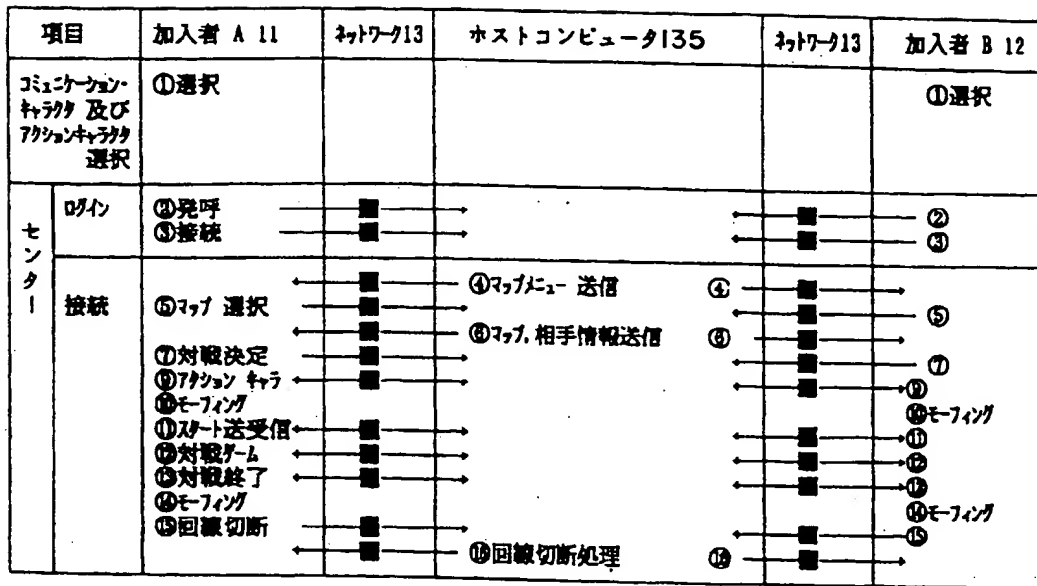 項目 加入者 A 11 ネットワーク13 ホストコンピュータ135 ネットワーク13 加入者 B 12
コミュニケーション・
キャラクタ 及び
アクションキャラクタ
選択
①選択
①選択
センター
ログイン
②発呼 ②
③接続 ③
接続
④マップメニュー 送信 ④
⑤マップ 選択 ⑤
⑥マップ, 相手情報送信 ⑥
⑦対戦決定 ⑦
⑨アクション キャラ ⑨
⑩モーフィング ⑩モーフィング
⑪スタート送受信 ⑪
⑫対戦ゲーム ⑫
⑬対戦終了 ⑬
⑭モーフィング ⑭モーフィング
⑮回線切断 ⑮
⑯回線切断処理 ⑯